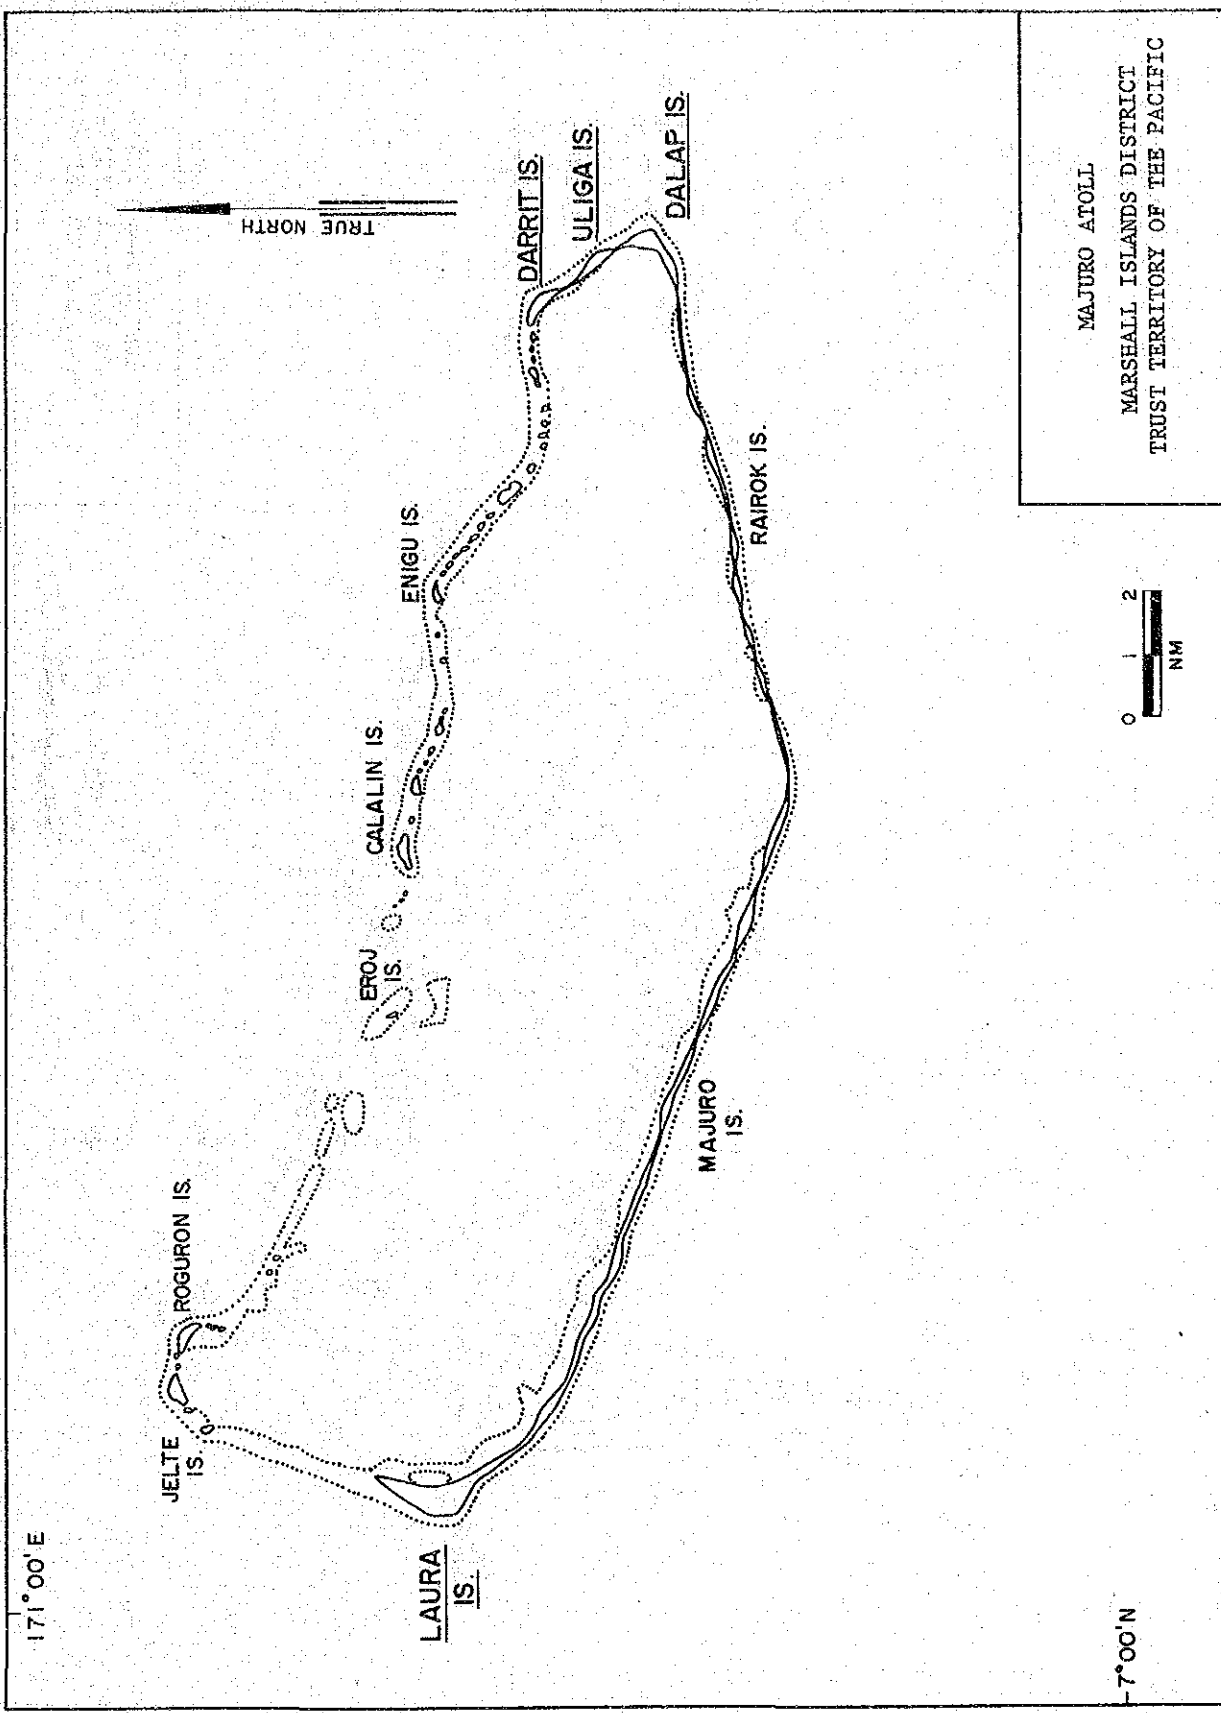 171°00'E
JELTE
IS.
ROGURON IS.
EROJ
IS.
CALALIN IS.
ENIGU IS.
TRUE NORTH
DARRIT IS.
ULIGA IS.
DALAP IS.
LAURA
IS.
MAJURO
IS.
RAIROK IS.
7°00'N
0 1 2
NM
MAJURO ATOLL
MARSHALL ISLANDS DISTRICT
TRUST TERRITORY OF THE PACIFIC